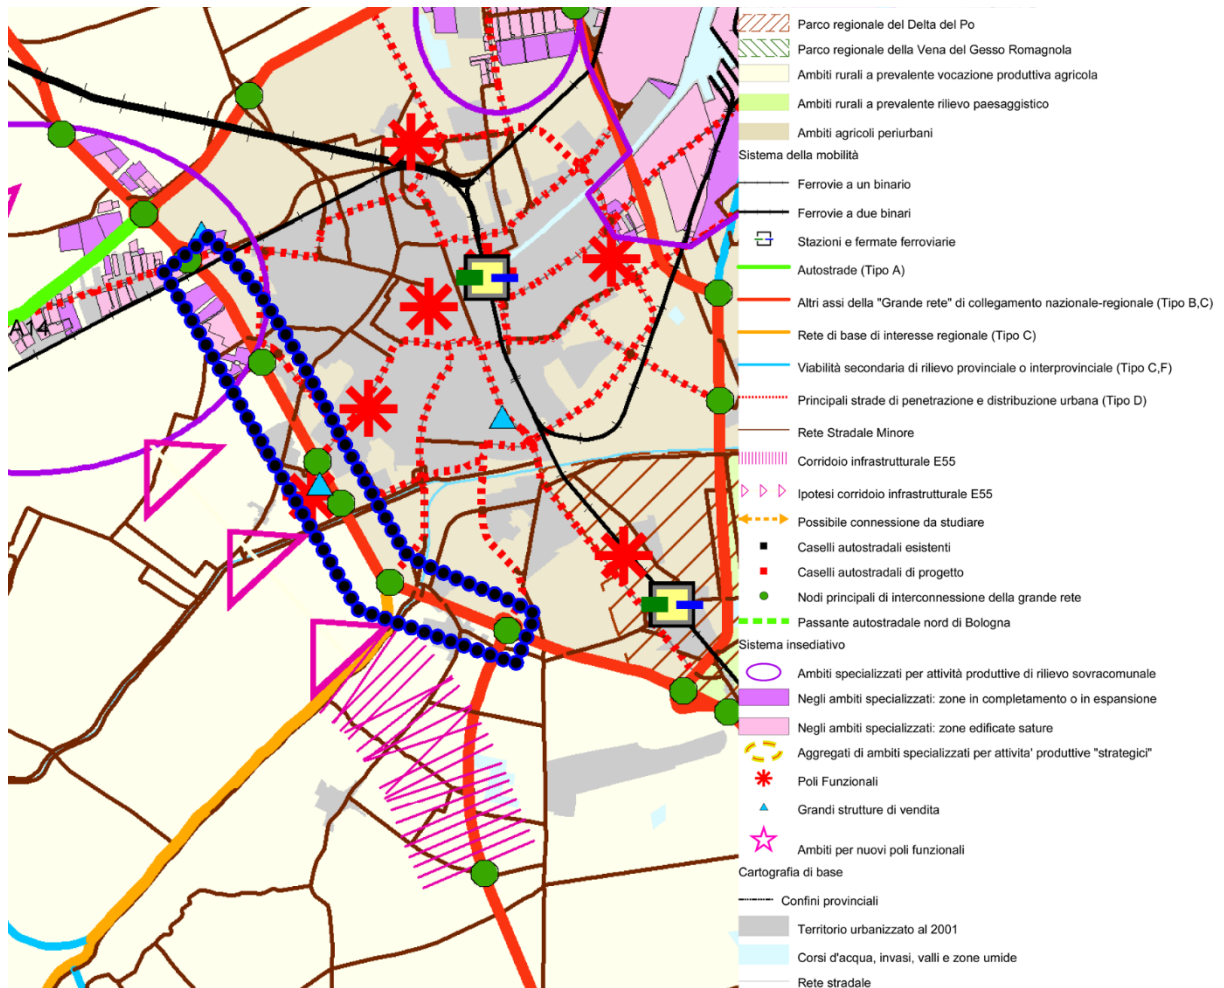 Parco regionale del Delta del Po
Parco regionale della Vena del Gesso Romagnola
Ambiti rurali a prevalente vocazione produttiva agricola
Ambiti rurali a prevalente rilievo paesaggistico
Ambiti agricoli periurbani
Sistema della mobilità
Ferrovie a un binario
Ferrovie a due binari
Stazioni e fermate ferroviarie
Autostrade (Tipo A)
Altri assi della "Grande rete" di collegamento nazionale-regionale (Tipo B,C)
A14
Rete di base di interesse regionale (Tipo C)
Viabilità secondaria di rilievo provinciale o interprovinciale (Tipo C,F)
Principali strade di penetrazione e distribuzione urbana (Tipo D)
Rete Stradale Minore
Corridoio infrastrutturale E55
Ipotesi corridoio infrastrutturale E55
Possibile connessione da studiare
Caselli autostradali esistenti
Caselli autostradali di progetto
Nodi principali di interconnessione della grande rete
Passante autostradale nord di Bologna
Sistema insediativo
Ambiti specializzati per attività produttive di rilievo sovracomunale
Negli ambiti specializzati: zone in completamento o in espansione
Negli ambiti specializzati: zone edificate sature
Aggregati di ambiti specializzati per attivita' produttive "strategici"
Poli Funzionali
Grandi strutture di vendita
Ambiti per nuovi poli funzionali
Cartografia di base
Confini provinciali
Territorio urbanizzato al 2001
Corsi d'acqua, invasi, valli e zone umide
Rete stradale